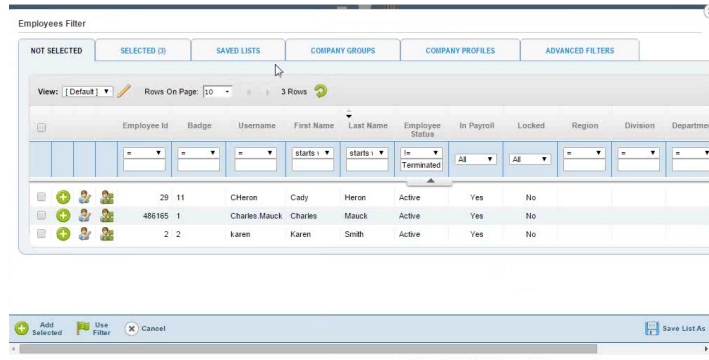 Employees Filter
NOT SELECTED SELECTED (3) SAVED LISTS COMPANY GROUPS COMPANY PROFILES ADVANCED FILTERS
View: [ Default ] Rows On Page: 10 3 Rows
Employee Id Badge Username First Name Last Name Employee Status In Payroll Locked Region Division Departme
= = = starts starts != All All = = =
Terminated
29 11 CHeron Cady Heron Active Yes No
486165 1 Charles.Mauck Charles Mauck Active Yes No
2 2 karen Karen Smith Active Yes No
Add Selected Use Filter Cancel Save List As